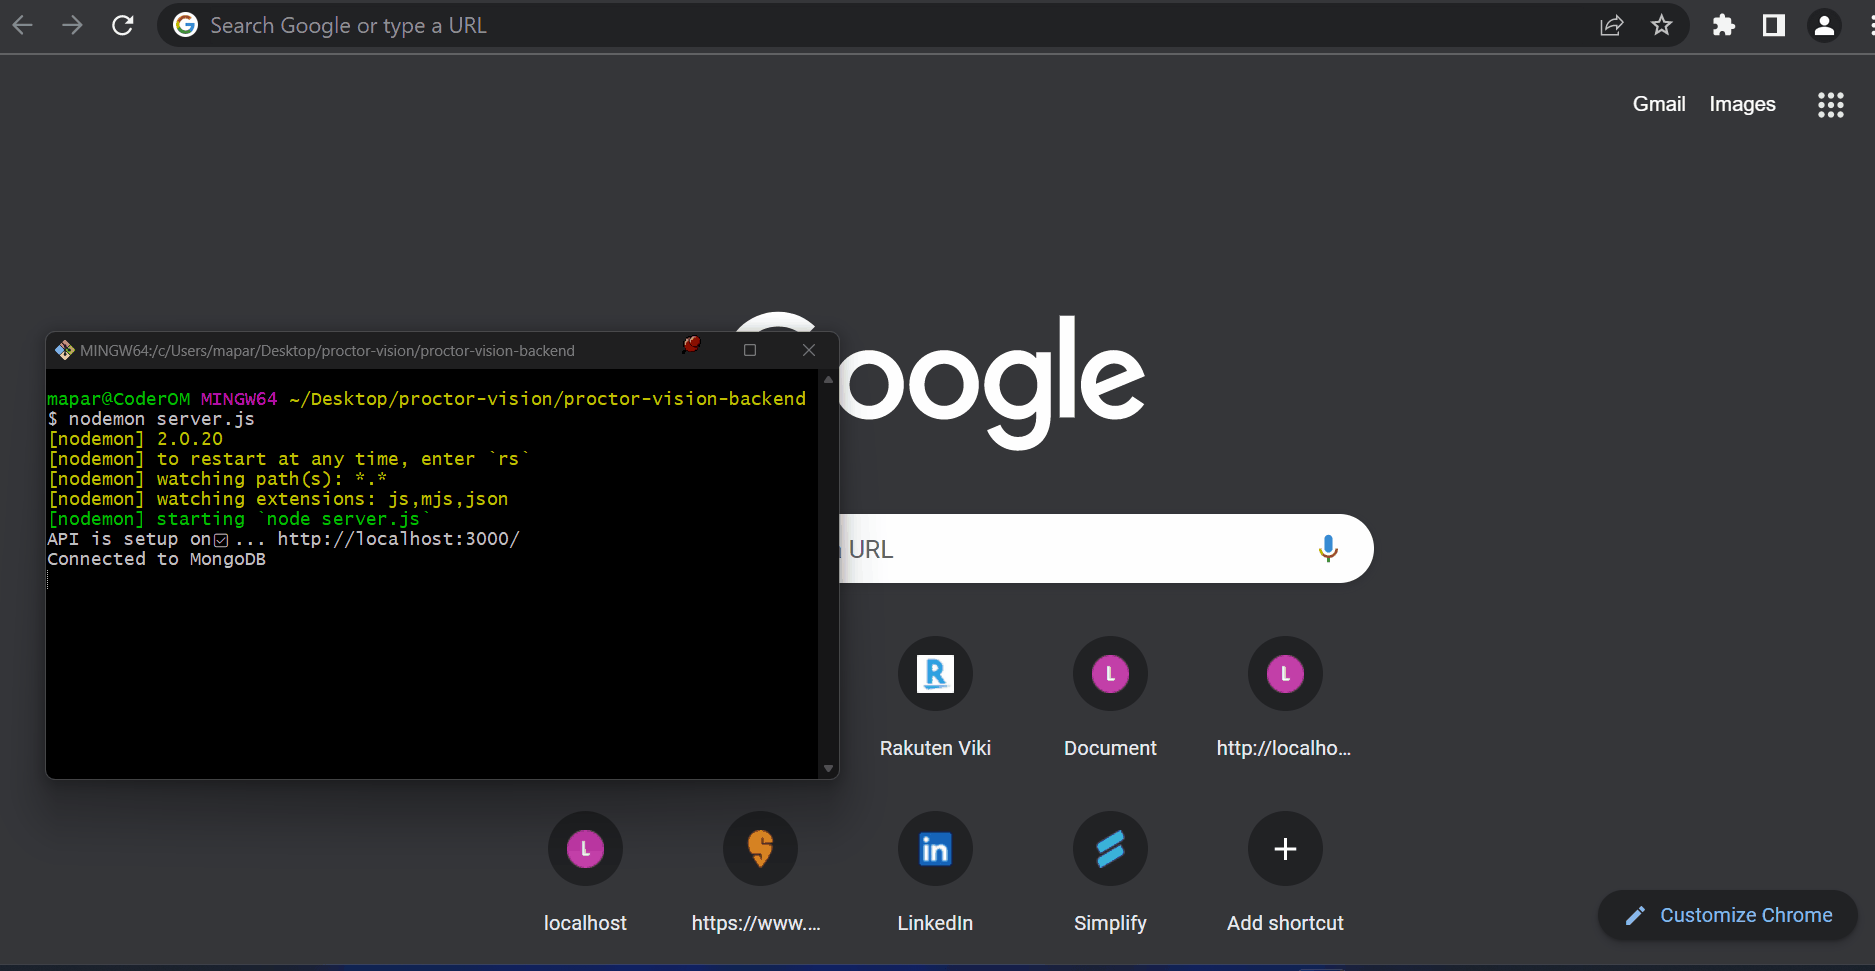 Search Google or type a URL
Gmail Images
Google
MINGW64:/c/Users/mapar/Desktop/proctor-vision/proctor-vision-backend
mapar@CoderOM MINGW64 ~/Desktop/proctor-vision/proctor-vision-backend
$ nodemon server.js
[nodemon] 2.0.20
[nodemon] to restart at any time, enter `rs`
[nodemon] watching path(s): *.*
[nodemon] watching extensions: js,mjs,json
[nodemon] starting `node server.js`
API is setup on☑... http://localhost:3000/
Connected to MongoDB
URL
R
L
L
Rakuten Viki
Document
http://localho...
L
in
localhost
https://www....
LinkedIn
Simplify
Add shortcut
Customize Chrome